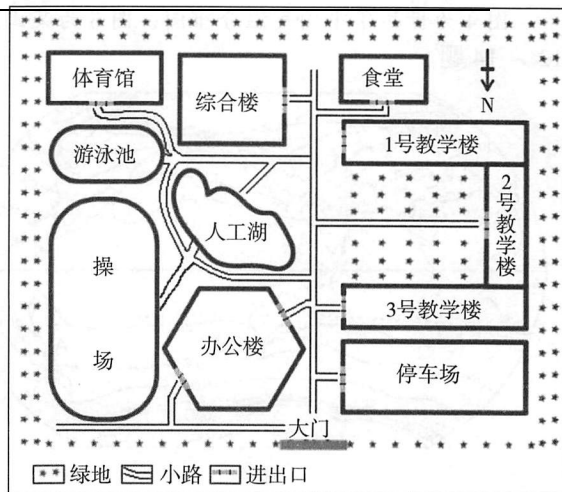 体育馆
综合楼
食堂
N
游泳池
1号教学楼
2号教学楼
人工湖
操场
3号教学楼
办公楼
停车场
大门
绿地 小路 进出口